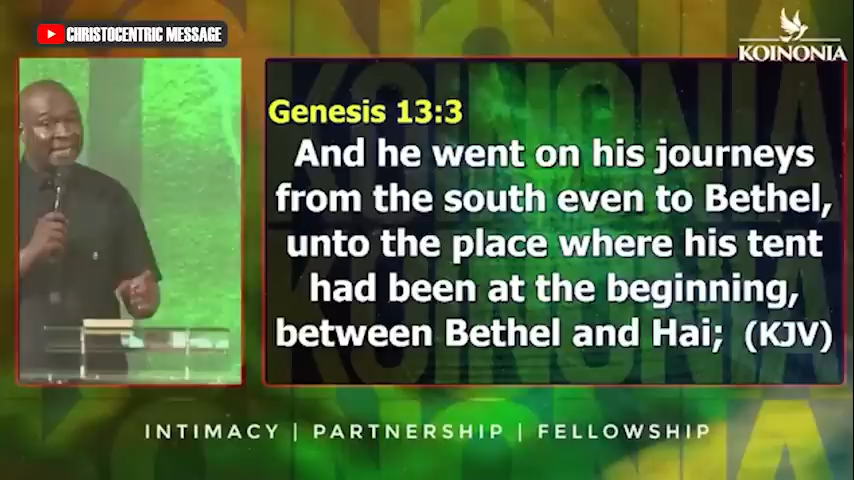 CHRISTOCENTRIC MESSAGE
KOINONIA
Genesis 13:3
And he went on his journeys
from the south even to Bethel,
unto the place where his tent
had been at the beginning,
between Bethel and Hai; (KJV)
INTIMACY | PARTNERSHIP | FELLOWSHIP